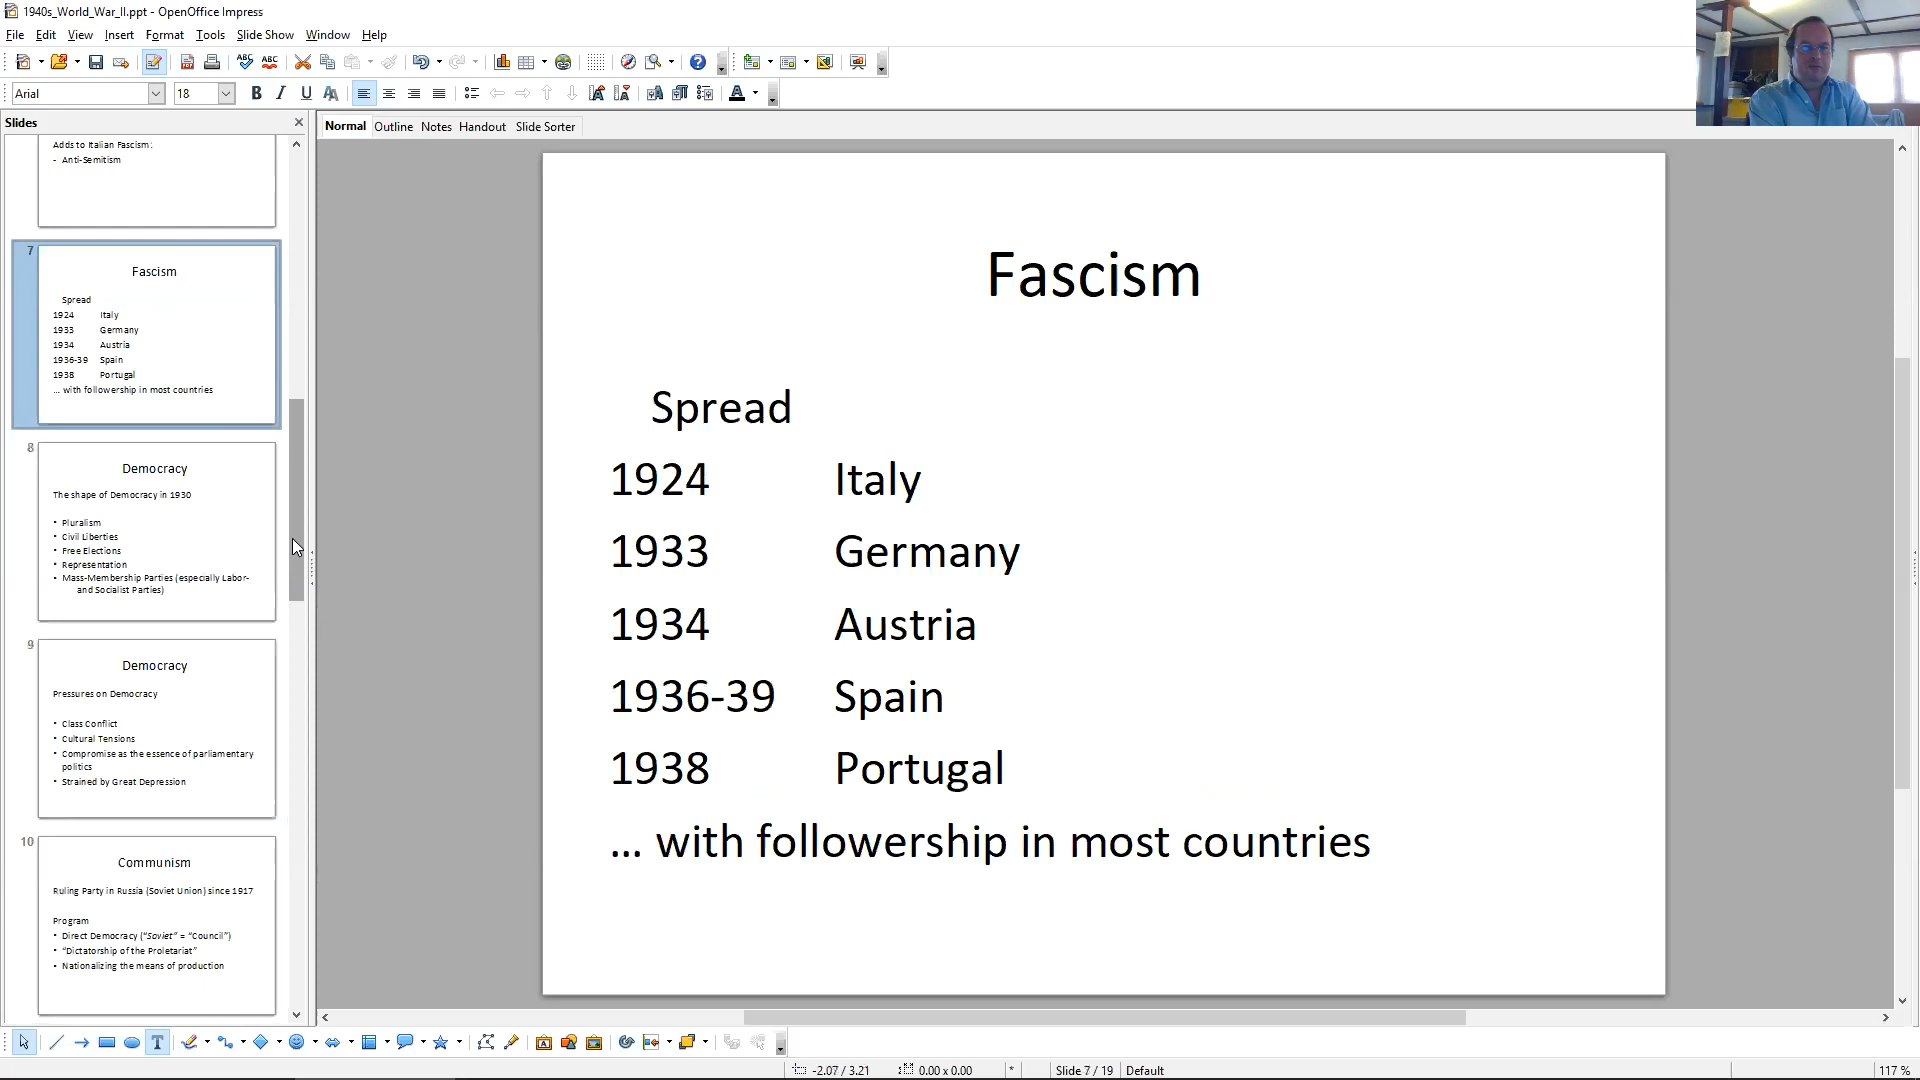 1940s_World_War_II.ppt - OpenOffice Impress
File Edit View Insert Format Tools Slide Show Window Help
Arial 18
Slides
Normal Outline Notes Handout Slide Sorter
Adds to Italian Fascism:
- Anti-Semitism
7
Fascism
Spread
1924 Italy
1933 Germany
1934 Austria
1936-39 Spain
1938 Portugal
... with followership in most countries
8
Democracy
The shape of Democracy in 1930
• Pluralism
• Civil Liberties
• Free Elections
• Representation
• Mass-Membership Parties (especially Labor-
and Socialist Parties)
9
Democracy
Pressures on Democracy
• Class Conflict
• Cultural Tensions
• Compromise as the essence of parliamentary
politics
• Strained by Great Depression
10
Communism
Ruling Party in Russia (Soviet Union) since 1917
Program
• Direct Democracy (“Soviet” = “Council”)
• “Dictatorship of the Proletariat”
• Nationalizing the means of production
Fascism
Spread
1924 Italy
1933 Germany
1934 Austria
1936-39 Spain
1938 Portugal
... with followership in most countries
-2.07 / 3.21 0.00 x 0.00 * Slide 7 / 19 Default 117 %